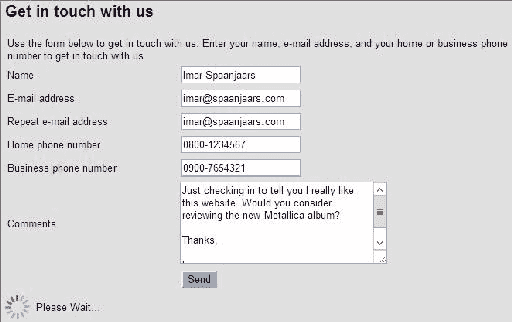 Get in touch with us
Use the form below to get in touch with us. Enter your name, e-mail address, and your home or business phone
number to get in touch with us.
Name Imar Spaanjaars
E-mail address imar@spaanjaars.com
Repeat e-mail address imar@spaanjaars.com
Home phone number 0800-1234567
Business phone number 0900-7654321
Just checking in to tell you I really like
this website. Would you consider
reviewing the new Metallica album?
Comments
Thanks,
Send
Please Wait...